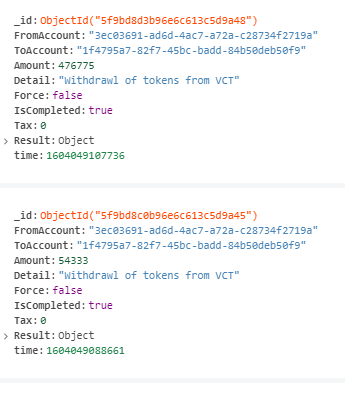 _id: ObjectId("5f9bd8d3b96e6c613c5d9a48")
FromAccount: "3ec03691-ad6d-4ac7-a72a-c28734f2719a"
ToAccount: "1f4795a7-82f7-45bc-badd-84b50deb50f9"
Amount: 476775
Detail: "Withdrawl of tokens from VCT"
Force: false
IsCompleted: true
Tax: 0
> Result: Object
time: 1604049107736
_id: ObjectId("5f9bd8c0b96e6c613c5d9a45")
FromAccount: "3ec03691-ad6d-4ac7-a72a-c28734f2719a"
ToAccount: "1f4795a7-82f7-45bc-badd-84b50deb50f9"
Amount: 54333
Detail: "Withdrawl of tokens from VCT"
Force: false
IsCompleted: true
Tax: 0
> Result: Object
time: 1604049088661